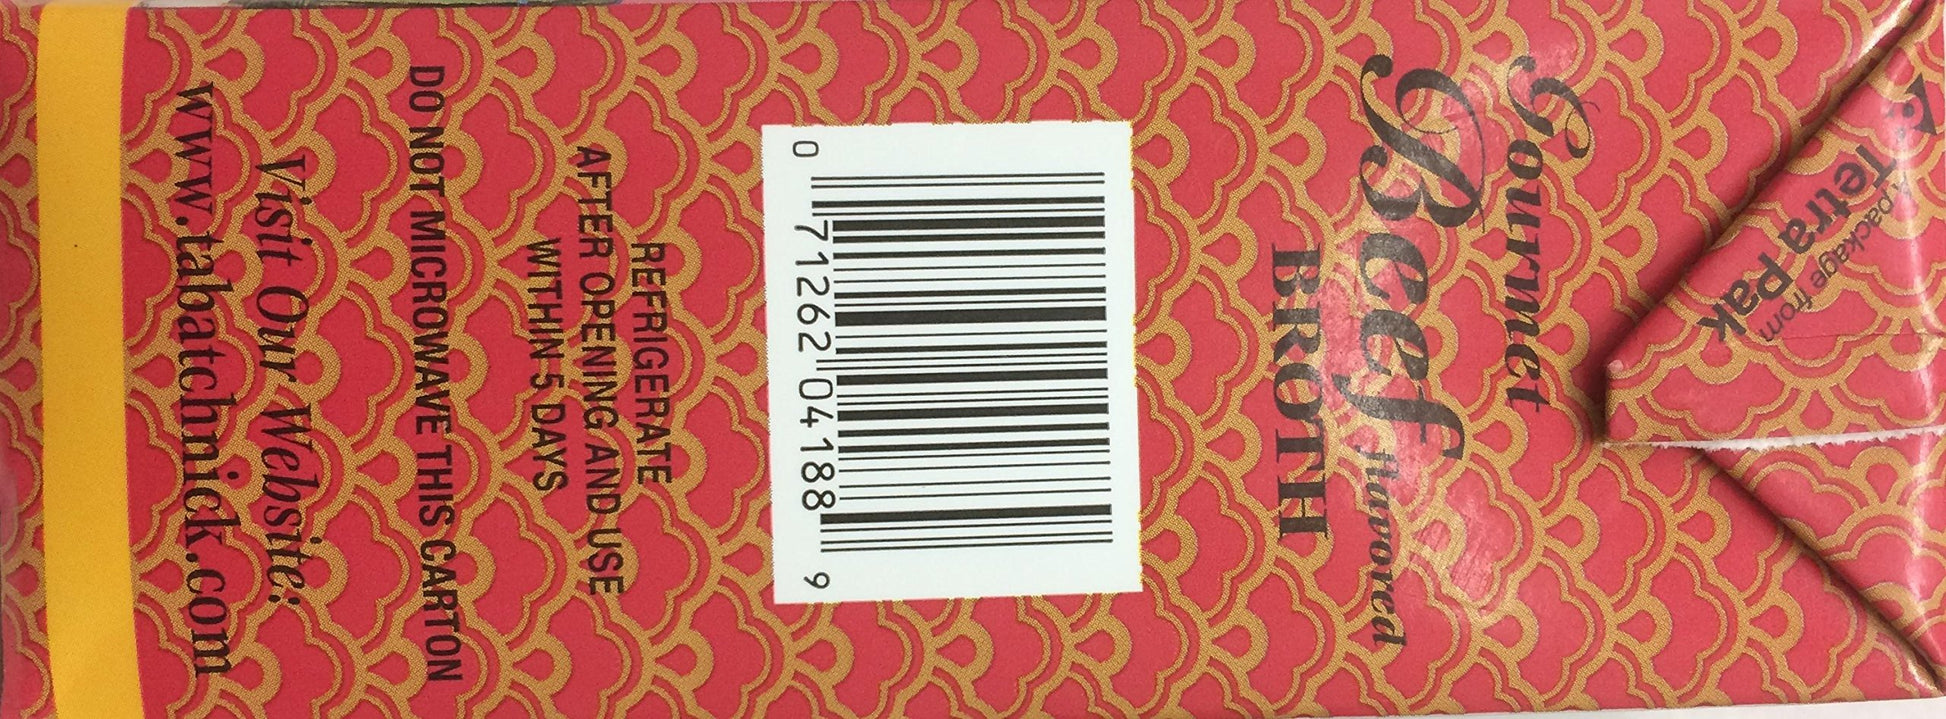 A package from
Tetra Pak
Gourmet
Beef flavored
BROTH
0 71262 04188 9
REFRIGERATE
AFTER OPENING AND USE
WITHIN 5 DAYS
DO NOT MICROWAVE THIS CARTON
Visit Our Website:
www.tabatchnick.com